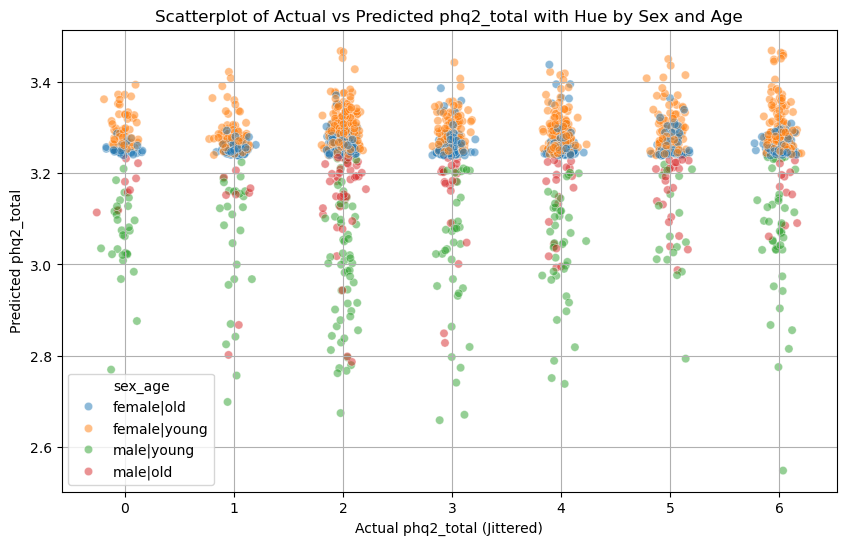 Scatterplot of Actual vs Predicted phq2_total with Hue by Sex and Age
Predicted phq2_total
3.4
3.2
3.0
2.8
2.6
sex_age
female|old
female|young
male|young
male|old
0 1 2 3 4 5 6
Actual phq2_total (Jittered)